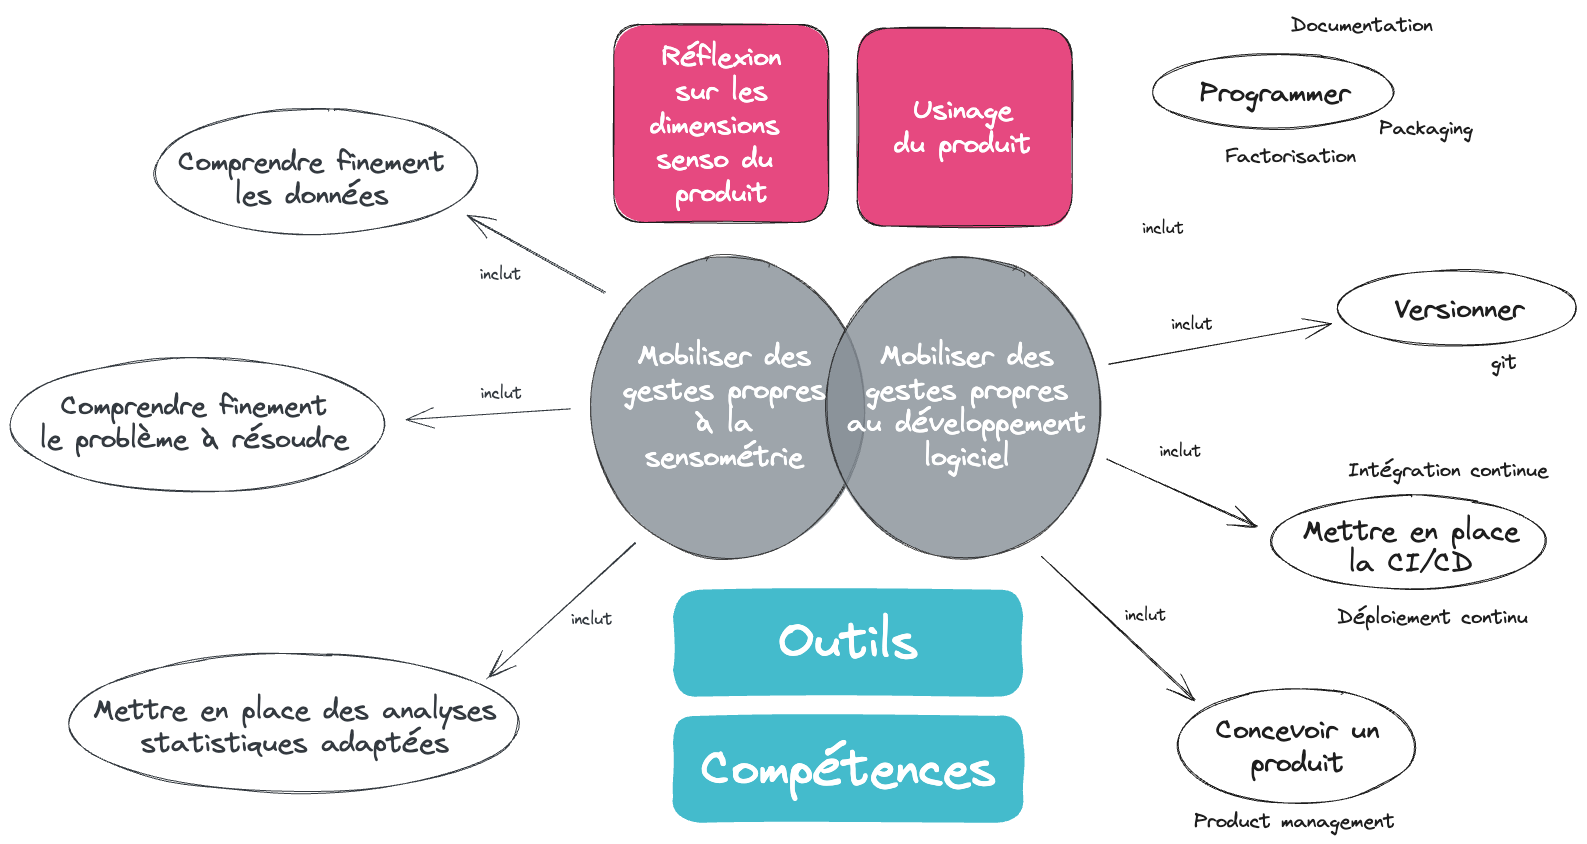 Documentation
Réflexion
sur les
dimensions
senso du
produit
Usinage
du produit
Programmer
Packaging
Factorisation
Comprendre finement
les données
inclut
inclut
Versionner
git
inclut
Mobiliser des
gestes propres
à la
sensométrie
Mobiliser des
gestes propres
au développement
logiciel
inclut
Comprendre finement
le problème à résoudre
inclut
Intégration continue
Mettre en place
la CI/CD
Déploiement continu
inclut
Mettre en place des analyses
statistiques adaptées
inclut
Outils
Compétences
Concevoir un
produit
Product management